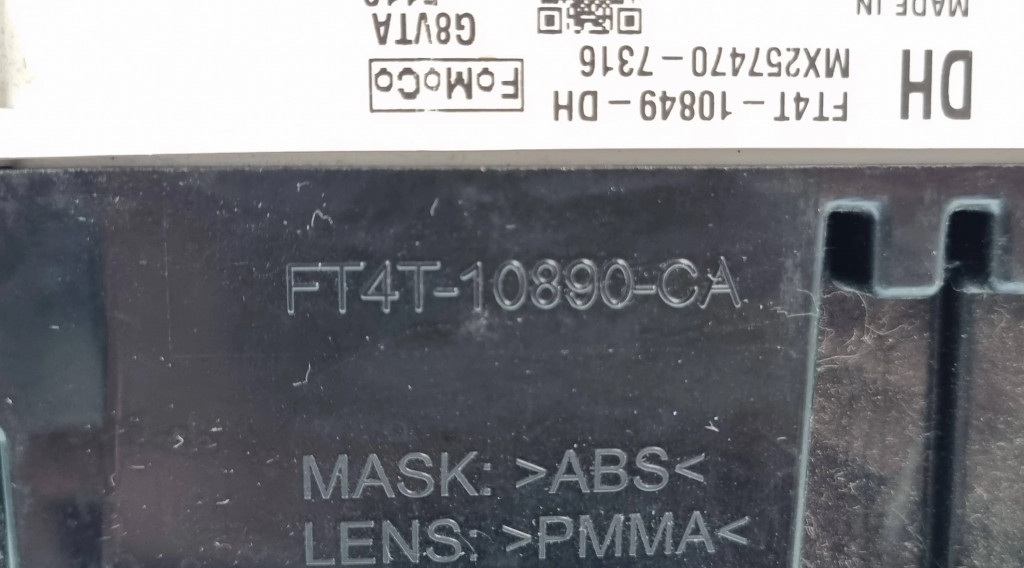 DH
FT4T-10849-DH
MX257470-7316
FoMoCo
G8VTA
MADE IN
FT4T-10890-CA
MASK: >ABS<
LENS: >PMMA<